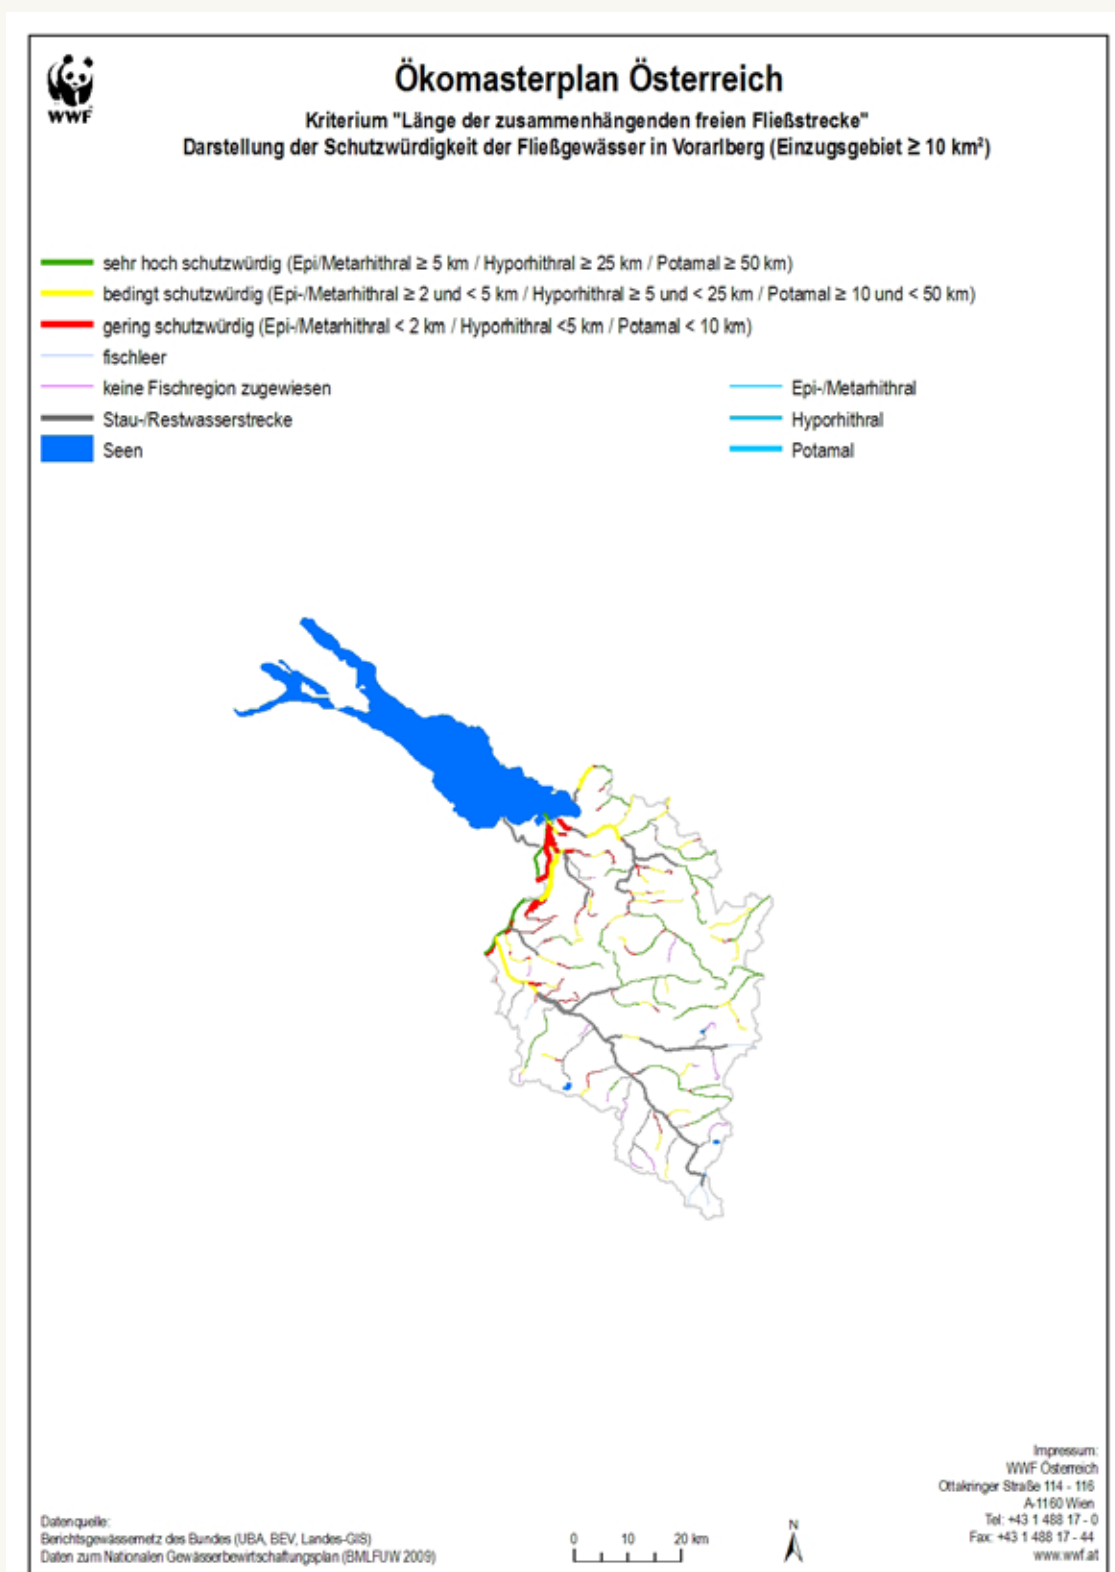 WWF
Ökomasterplan Österreich
Kriterium "Länge der zusammenhängenden freien Fließstrecke"
Darstellung der Schutzwürdigkeit der Fließgewässer in Vorarlberg (Einzugsgebiet ≥ 10 km²)
sehr hoch schutzwürdig (Epi/Metarhithral ≥ 5 km / Hyporhithral ≥ 25 km / Potamal ≥ 50 km)
bedingt schutzwürdig (Epi-/Metarhithral ≥ 2 und < 5 km / Hyporhithral ≥ 5 und < 25 km / Potamal ≥ 10 und < 50 km)
gering schutzwürdig (Epi-/Metarhithral < 2 km / Hyporhithral <5 km / Potamal < 10 km)
fischleer
keine Fischregion zugewiesen
Stau-/Restwasserstrecke
Seen
Epi-/Metarhithral
Hyporhithral
Potamal
Datenquelle:
Berichtsgewässernetz des Bundes (UBA, BEV, Landes-GIS)
Daten zum Nationalen Gewässerbewirtschaftungsplan (BMLFUW 2009)
0 10 20 km
N
Impressum:
WWF Österreich
Ottakringer Straße 114 - 116
A-1160 Wien
Tel: +43 1 488 17 - 0
Fax: +43 1 488 17 - 44
www.wwf.at